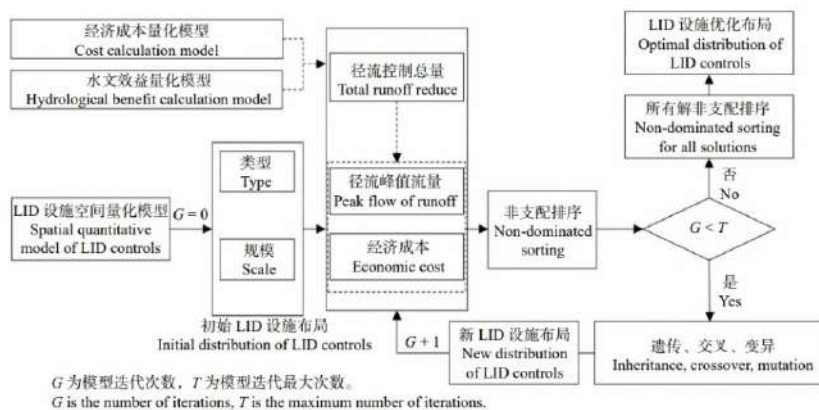 经济成本量化模型
Cost calculation model
水文效益量化模型
Hydrological benefit calculation model
径流控制总量
Total runoff reduce
LID 设施优化布局
Optimal distribution of
LID controls
所有解非支配排序
Non-dominated sorting
for all solutions
类型
Type
径流峰值流量
Peak flow of runoff
否
No
LID 设施空间量化模型
Spatial quantitative
model of LID controls
G = 0
非支配排序
Non-dominated
sorting
G < T
规模
Scale
经济成本
Economic cost
是
Yes
初始 LID 设施布局
Initial distribution of LID controls
G + 1
新 LID 设施布局
New distribution
of LID controls
遗传、交叉、变异
Inheritance, crossover, mutation
G 为模型迭代次数，T 为模型迭代最大次数。
G is the number of iterations, T is the maximum number of iterations.